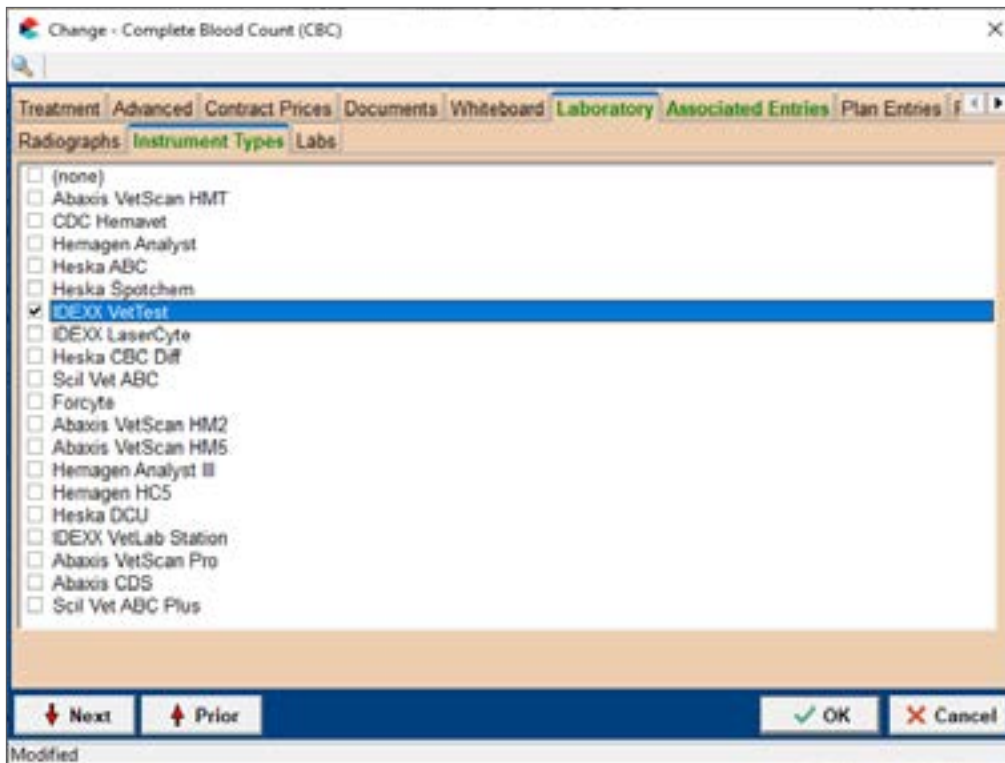 Change - Complete Blood Count (CBC)
Treatment Advanced Contract Prices Documents Whiteboard Laboratory Associated Entries Plan Entries
Radiographs Instrument Types Labs
(none)
Abaxis VetScan HMT
CDC Hemavet
Hemagen Analyst
Heska ABC
Heska Spotchem
IDEXX VetTest
IDEXX LaserCyte
Heska CBC Diff
Scil Vet ABC
Forcyte
Abaxis VetScan HM2
Abaxis VetScan HM5
Hemagen Analyst III
Hemagen HC5
Heska DCU
IDEXX VetLab Station
Abaxis VetScan Pro
Abaxis CDS
Scil Vet ABC Plus
Next Prior OK Cancel
Modified